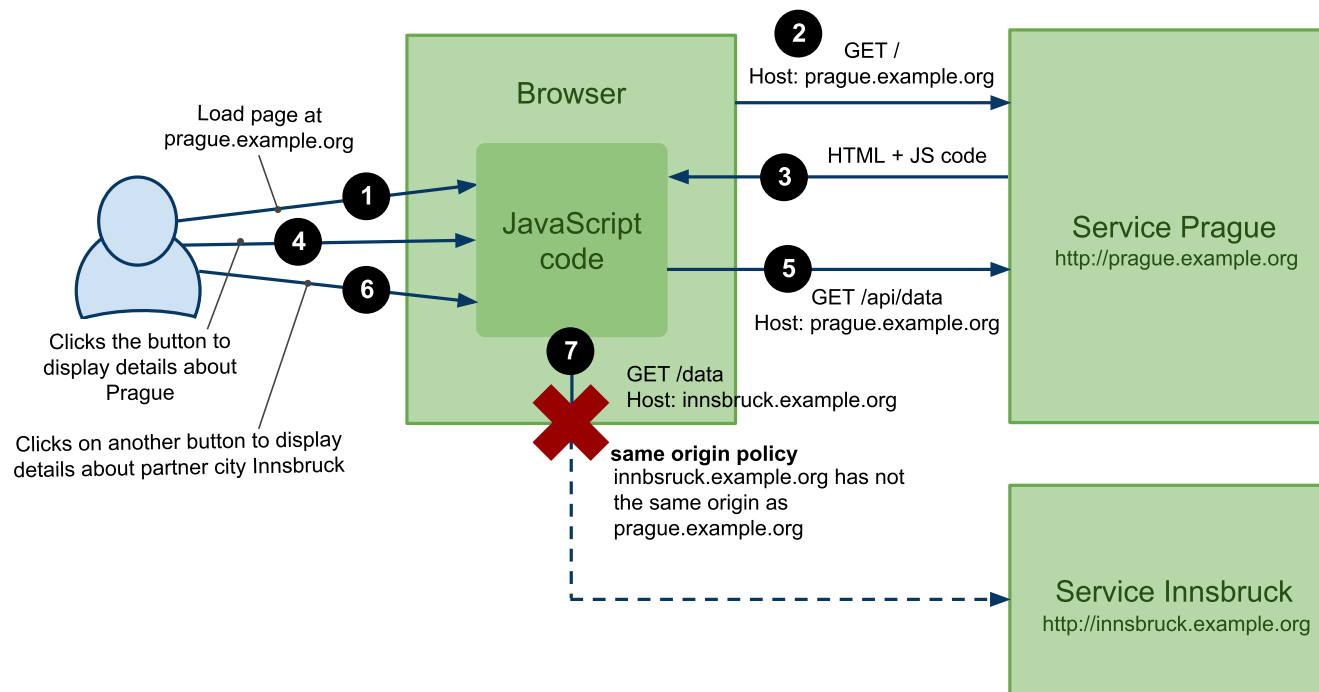 2
GET /
Host: prague.example.org
Browser
Load page at
prague.example.org
HTML + JS code
3
1
JavaScript
code
Service Prague
http://prague.example.org
4
5
6
GET /api/data
Host: prague.example.org
Clicks the button to
display details about
Prague
7
GET /data
Host: innsbruck.example.org
Clicks on another button to display
details about partner city Innsbruck
same origin policy
innbsruck.example.org has not
the same origin as
prague.example.org
Service Innsbruck
http://innsbruck.example.org